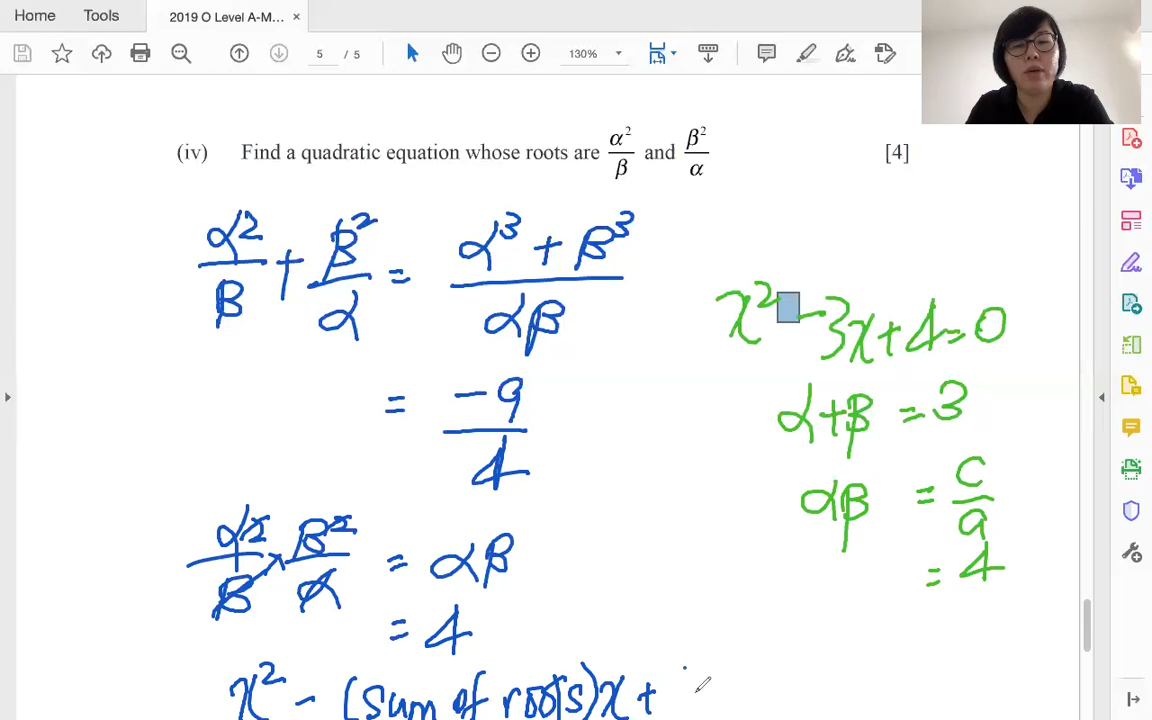 Home Tools 2019 O Level A-M... ×
5 / 5 130%
(iv) Find a quadratic equation whose roots are α²/β and β²/α [4]
α²/β + β²/α = (α³ + β³)/(αβ)
= -9/4
α²/β × β²/α = αβ
= 4
x² - (sum of roots)x +
x² - 3x + 4 = 0
α + β = 3
αβ = c/a
= 4